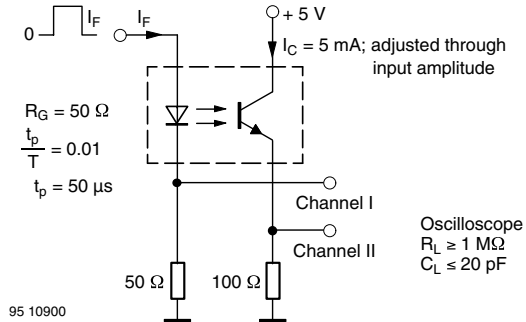 0
I_F
I_F
+ 5 V
I_C = 5 mA; adjusted through
input amplitude
R_G = 50 Ω
t_p
T
= 0.01
t_p = 50 µs
Channel I
Channel II
50 Ω
100 Ω
Oscilloscope
R_L ≥ 1 MΩ
C_L ≤ 20 pF
95 10900